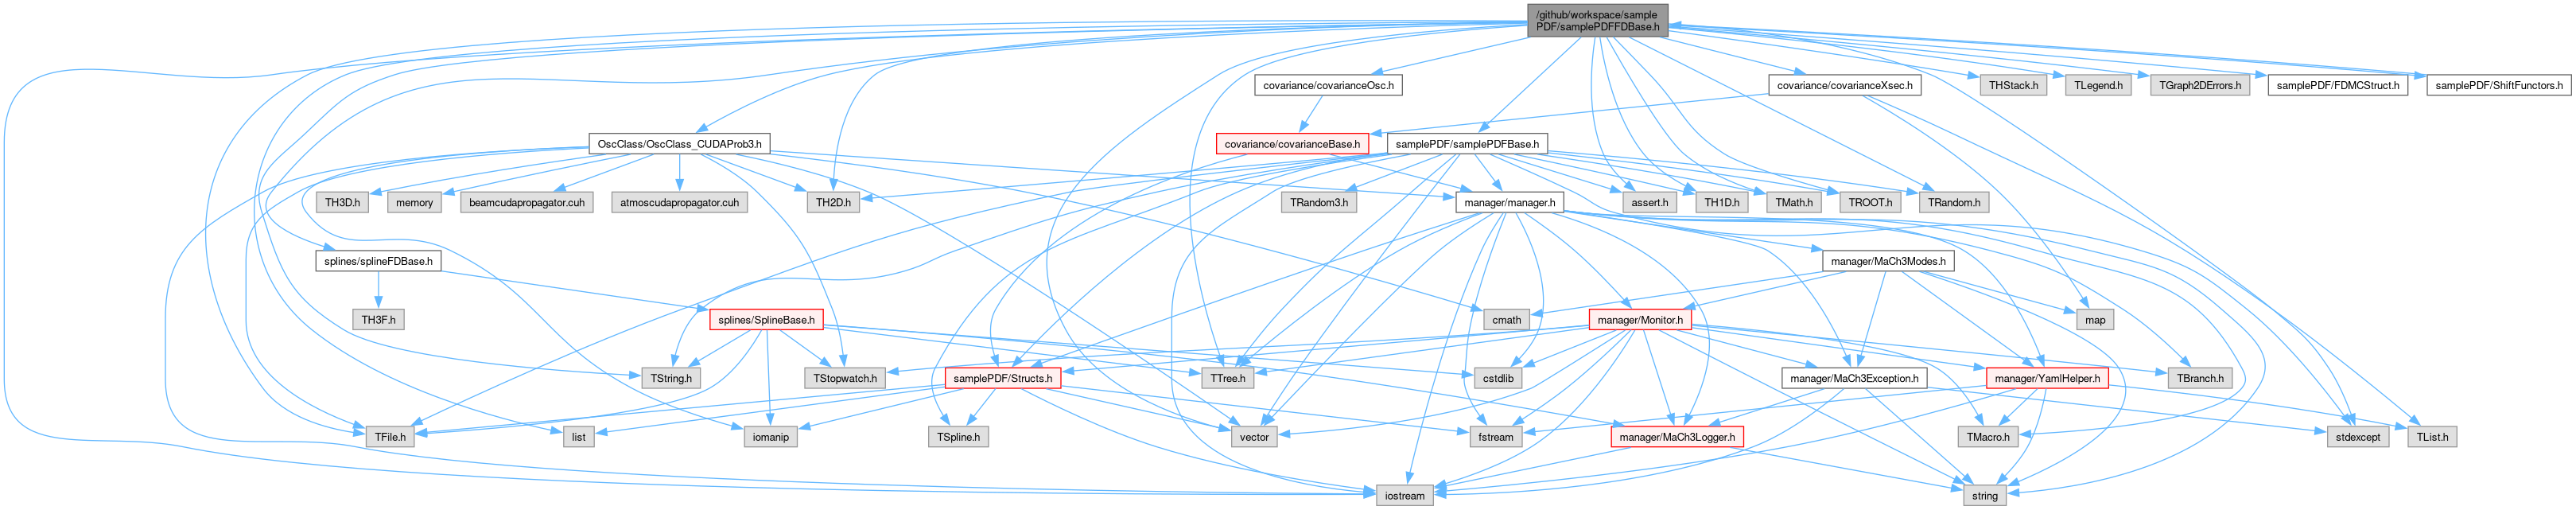 /github/workspace/sample
PDF/samplePDFFDBase.h
covariance/covarianceOsc.h
covariance/covarianceXsec.h
THStack.h
TLegend.h
TGraph2DErrors.h
samplePDF/FDMCStruct.h
samplePDF/ShiftFunctors.h
OscClass/OscClass_CUDAProb3.h
covariance/covarianceBase.h
samplePDF/samplePDFBase.h
TH3D.h
memory
beamcudapropagator.cuh
atmoscudapropagator.cuh
TH2D.h
TRandom3.h
manager/manager.h
assert.h
TH1D.h
TMath.h
TROOT.h
TRandom.h
splines/splineFDBase.h
manager/MaCh3Modes.h
TH3F.h
splines/SplineBase.h
cmath
manager/Monitor.h
map
TString.h
TStopwatch.h
samplePDF/Structs.h
TTree.h
cstdlib
manager/MaCh3Exception.h
manager/YamlHelper.h
TBranch.h
TFile.h
list
iomanip
TSpline.h
vector
fstream
manager/MaCh3Logger.h
TMacro.h
stdexcept
TList.h
iostream
string